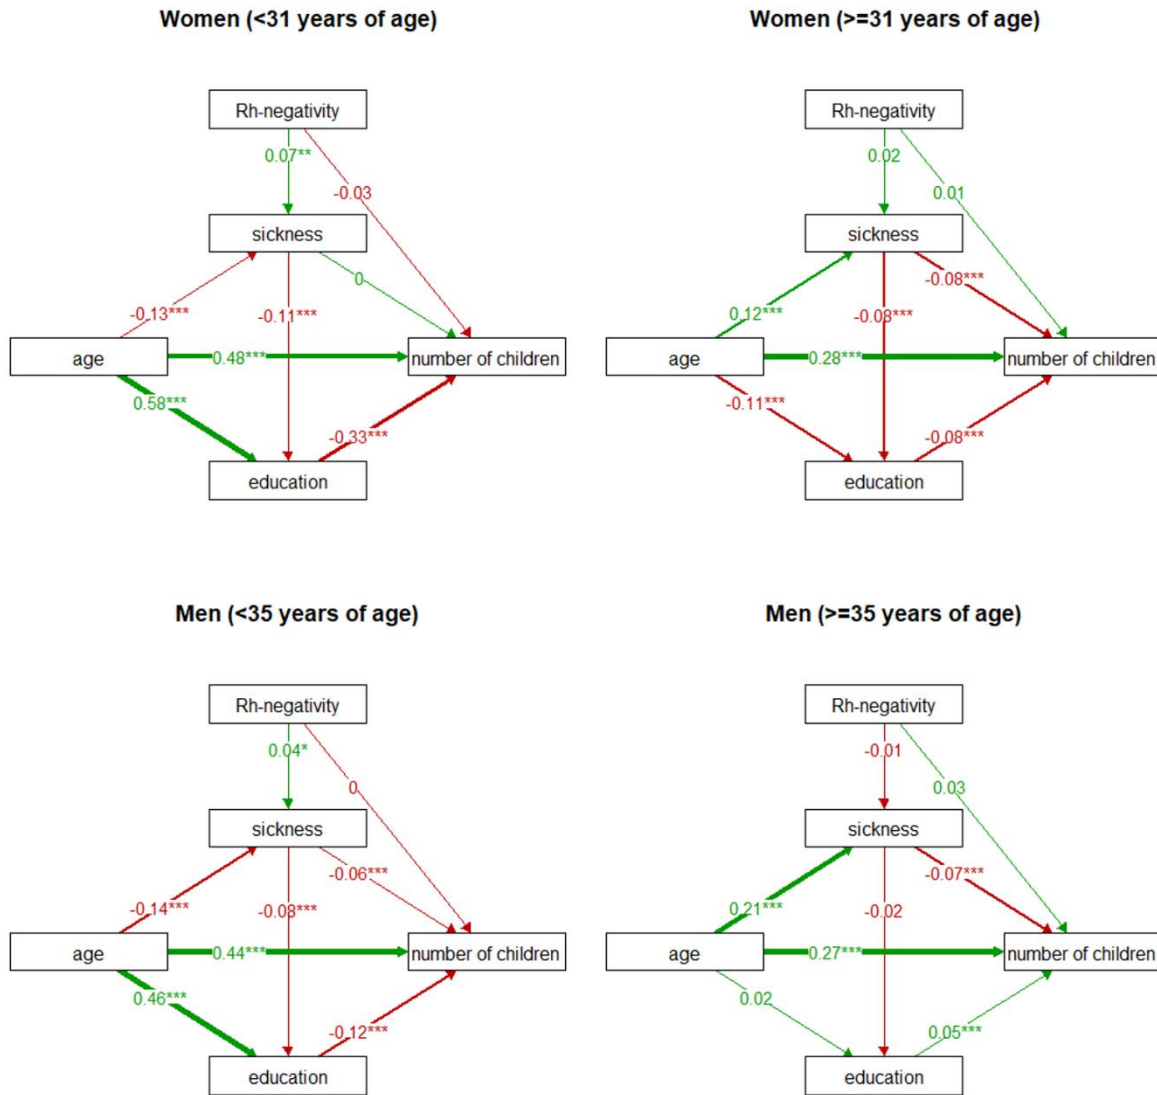 Women (<31 years of age)
Rh-negativity
0.07**
-0.03
sickness
0
-0.13***
-0.11***
age
0.48***
number of children
0.58***
-0.33***
education
Women (>=31 years of age)
Rh-negativity
0.02
0.01
sickness
-0.08***
0.12***
-0.08***
age
0.28***
number of children
-0.11***
-0.08***
education
Men (<35 years of age)
Rh-negativity
0.04*
0
sickness
-0.06***
-0.14***
-0.08***
age
0.44***
number of children
0.46***
-0.12***
education
Men (>=35 years of age)
Rh-negativity
-0.01
0.03
sickness
-0.07***
0.21***
-0.02
age
0.27***
number of children
0.02
0.05***
education